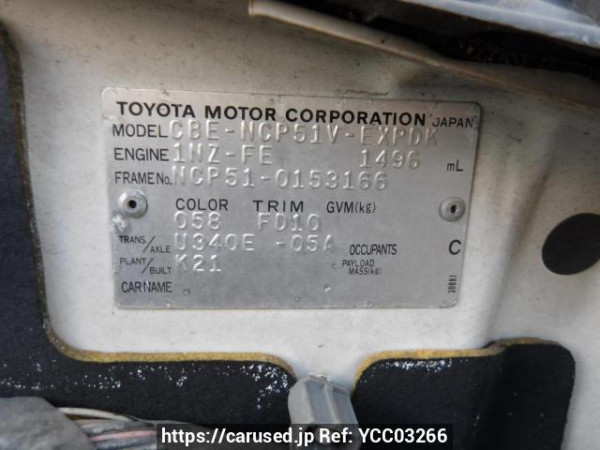 TOYOTA MOTOR CORPORATION JAPAN
MODEL CBE-NCP51V-EXPDK
ENGINE 1NZ-FE 1496 mL
FRAME No. NCP51-0153166
COLOR TRIM GVM(kg)
058 FD10
TRANS/AXLE U340E -05A OCCUPANTS C
PLANT/BUILT K21 PAYLOAD MASS(kg)
CAR NAME
https://carused.jp Ref: YCC03266